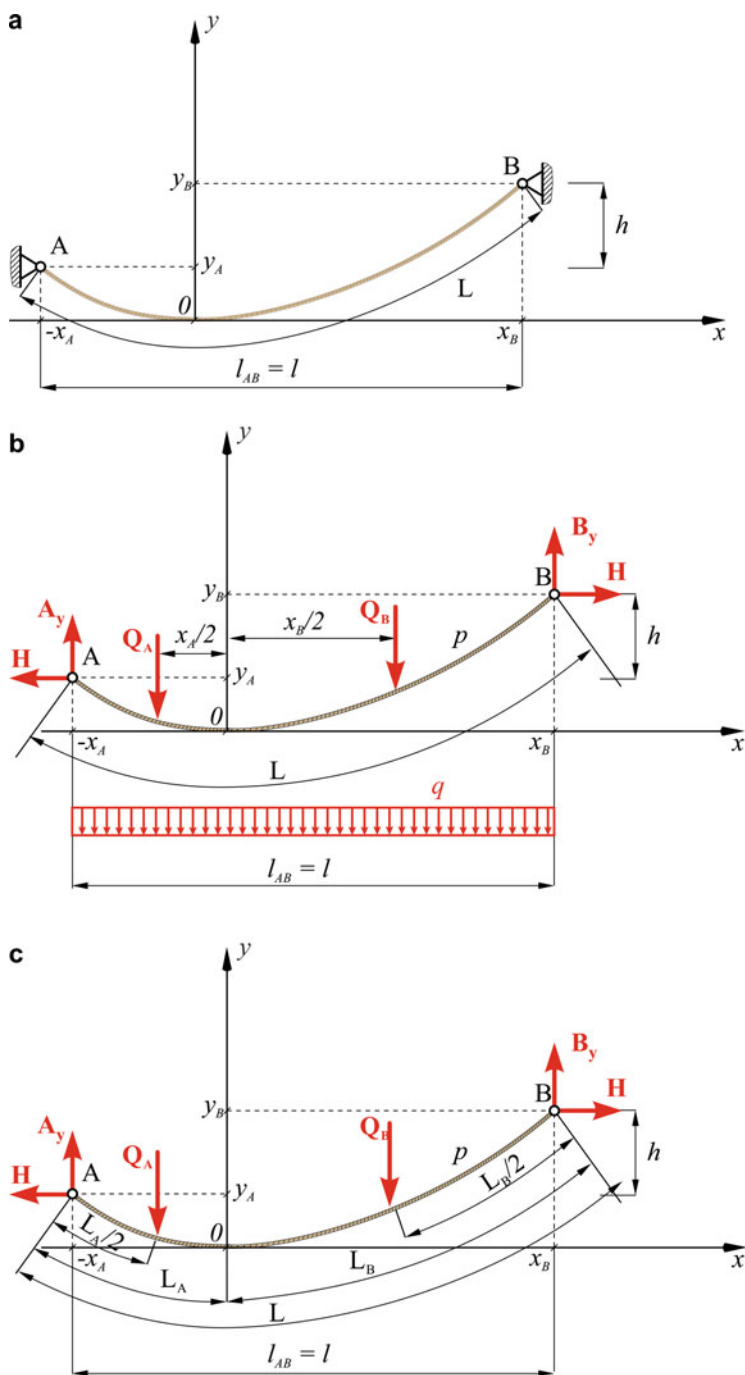 a
y
y_B
B
A
y_A
h
0
L
-x_A
x_B
x
l_AB = l
b
y
B_y
y_B
B
H
A_y
Q_A
x_A/2
x_B/2
Q_B
p
h
H
A
y_A
0
-x_A
x_B
x
L
q
l_AB = l
c
y
B_y
B
H
y_B
A_y
Q_A
Q_B
p
h
H
A
y_A
L_B/2
L_A/2
0
-x_A
L_B
x_B
x
L_A
L
l_AB = l